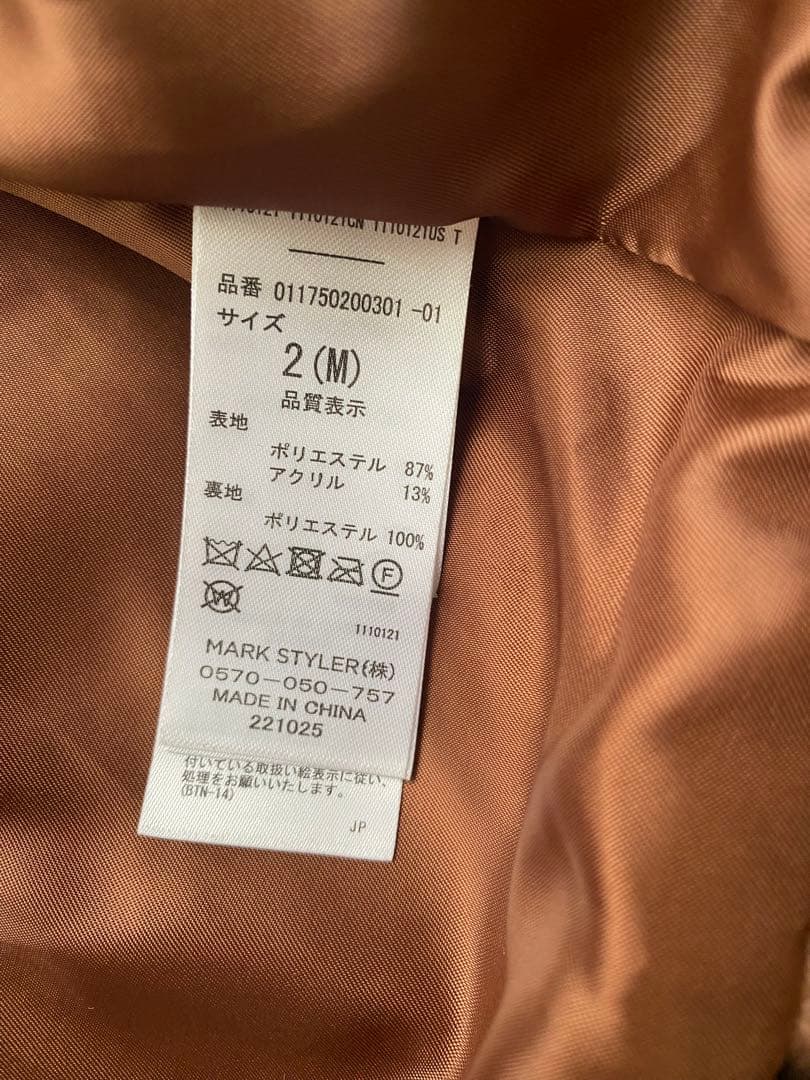 1110121CN 1110121US T
品番 011750200301 -01
サイズ
2(M)
品質表示
表地
ポリエステル 87%
アクリル 13%
裏地
ポリエステル 100%
F
W
1110121
MARK STYLER(株)
0570-050-757
MADE IN CHINA
221025
付いている取扱い絵表示に従い、
処理をお願いいたします。
(BTN-14)
JP